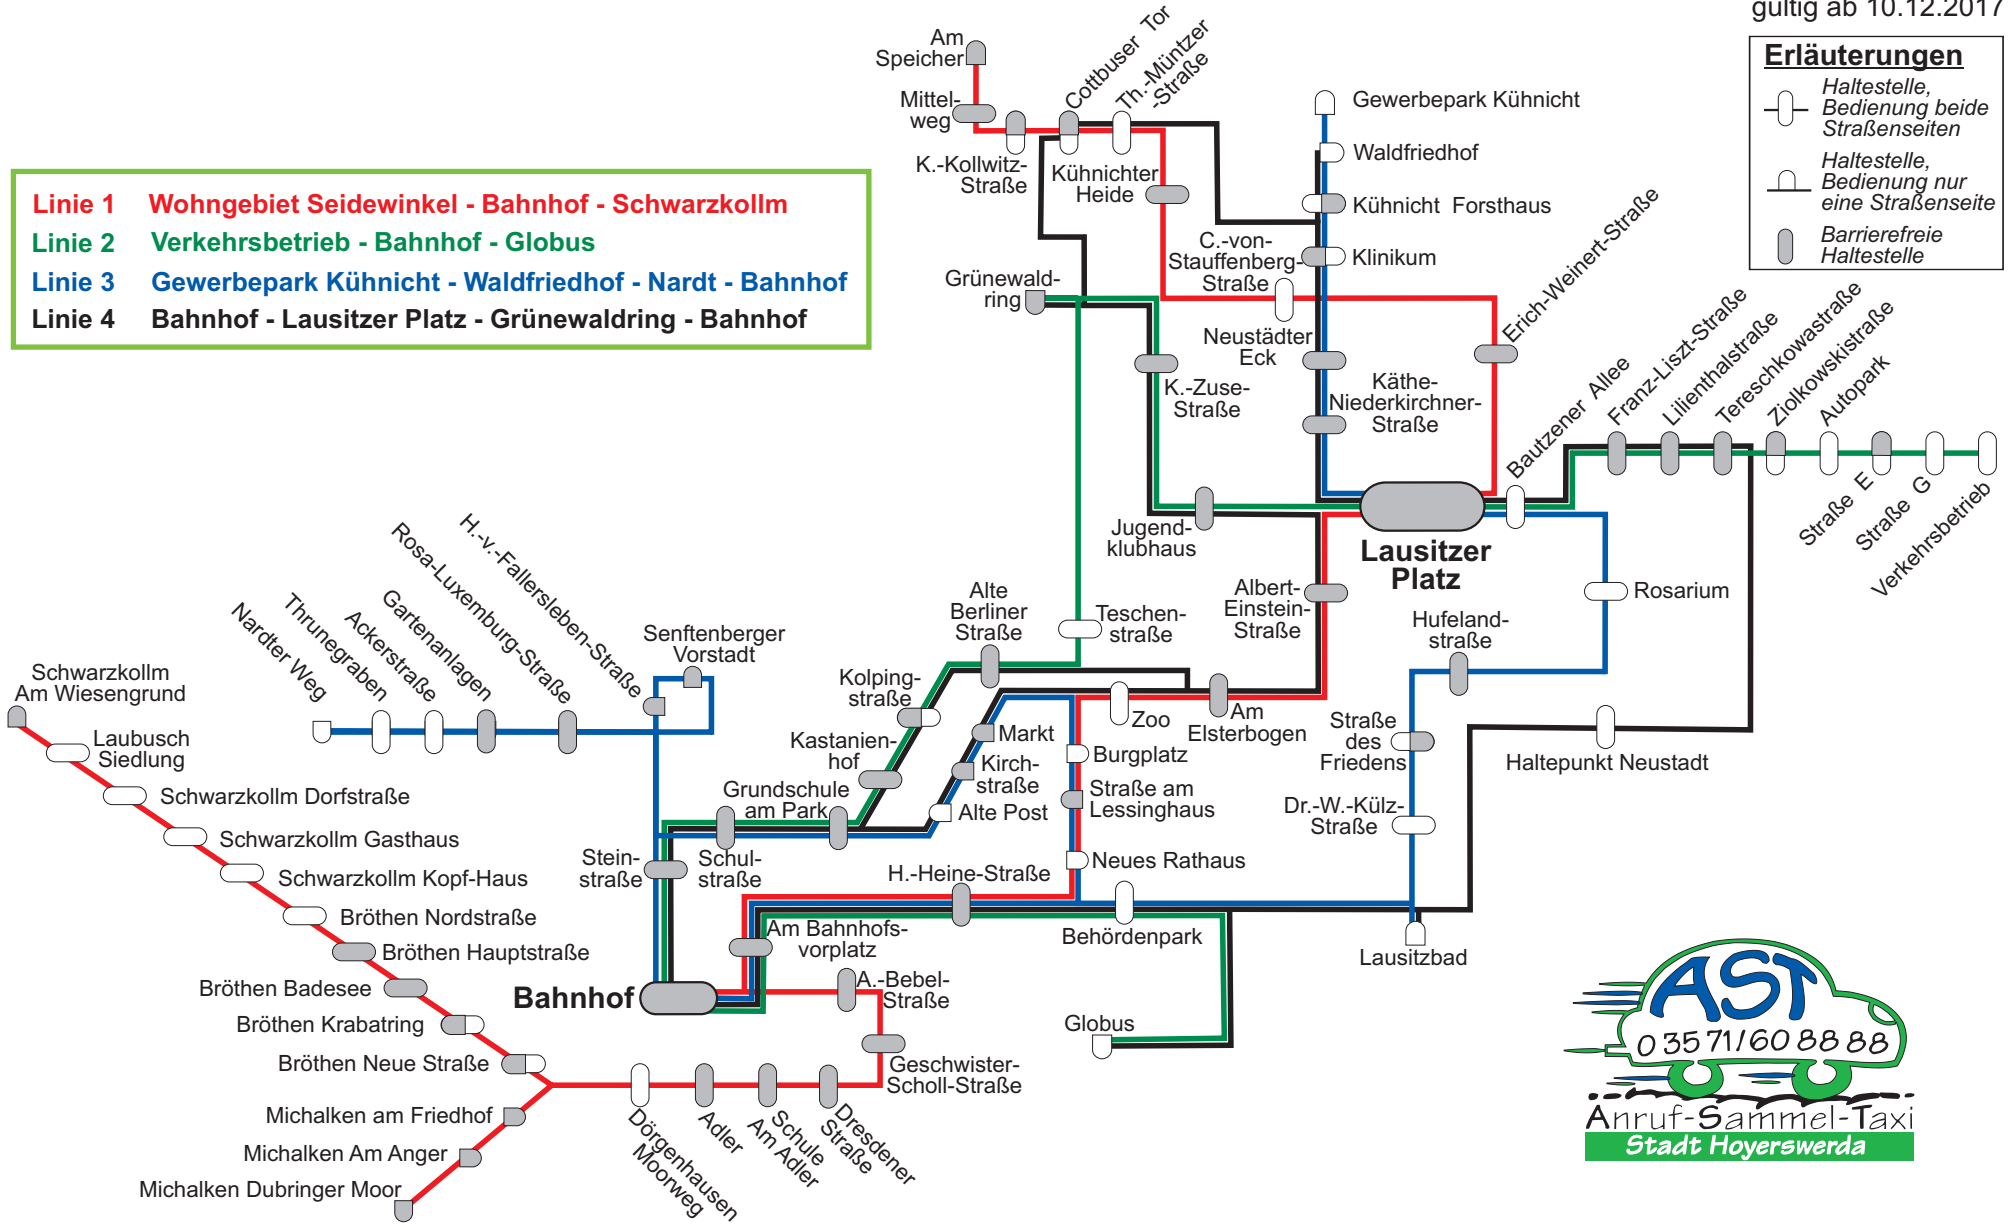 gültig ab 10.12.2017
Erläuterungen
Haltestelle,
Bedienung beide
Straßenseiten
Haltestelle,
Bedienung nur
eine Straßenseite
Barrierefreie
Haltestelle
Linie 1 Wohngebiet Seidewinkel - Bahnhof - Schwarzkollm
Linie 2 Verkehrsbetrieb - Bahnhof - Globus
Linie 3 Gewerbepark Kühnicht - Waldfriedhof - Nardt - Bahnhof
Linie 4 Bahnhof - Lausitzer Platz - Grünewaldring - Bahnhof
Am
Speicher
Mittel-
weg
K.-Kollwitz-
Straße
Cottbuser Tor
Th.-Müntzer
-Straße
Kühnichter
Heide
Gewerbepark Kühnicht
Waldfriedhof
Kühnicht Forsthaus
Klinikum
C.-von-
Stauffenberg-
Straße
Grünewald-
ring
Neustädter
Eck
K.-Zuse-
Straße
Käthe-
Niederkirchner-
Straße
Erich-Weinert-Straße
Bautzener Allee
Franz-Liszt-Straße
Lilienthalstraße
Tereschkowastraße
Ziolkowskistraße
Autopark
Straße E
Straße G
Verkehrsbetrieb
Jugend-
klubhaus
Lausitzer
Platz
Albert-
Einstein-
Straße
Rosarium
Hufeland-
straße
Straße
des
Friedens
Dr.-W.-Külz-
Straße
Haltepunkt Neustadt
Lausitzbad
Alte
Berliner
Straße
Teschen-
straße
Kolping-
straße
Kastanien-
hof
Grundschule
am Park
Zoo
Am
Elsterbogen
Markt
Kirch-
straße
Alte Post
Burgplatz
Straße am
Lessinghaus
Neues Rathaus
Behördenpark
H.-Heine-Straße
Schul-
straße
Stein-
straße
Senftenberger
Vorstadt
H.-v.-Fallersleben-Straße
Rosa-Luxemburg-Straße
Gartenanlagen
Ackerstraße
Thrunegraben
Nardter Weg
Schwarzkollm
Am Wiesengrund
Laubusch
Siedlung
Schwarzkollm Dorfstraße
Schwarzkollm Gasthaus
Schwarzkollm Kopf-Haus
Bröthen Nordstraße
Bröthen Hauptstraße
Bröthen Badesee
Bröthen Krabatring
Bröthen Neue Straße
Michalken am Friedhof
Michalken Am Anger
Michalken Dubringer Moor
Bahnhof
Am Bahnhofs-
vorplatz
A.-Bebel-
Straße
Geschwister-
Scholl-Straße
Globus
Dörgenhausen
Moorweg
Adler
Schule
Am Adler
Dresdener
Straße
AST
0 35 71/60 88 88
Anruf-Sammel-Taxi
Stadt Hoyerswerda